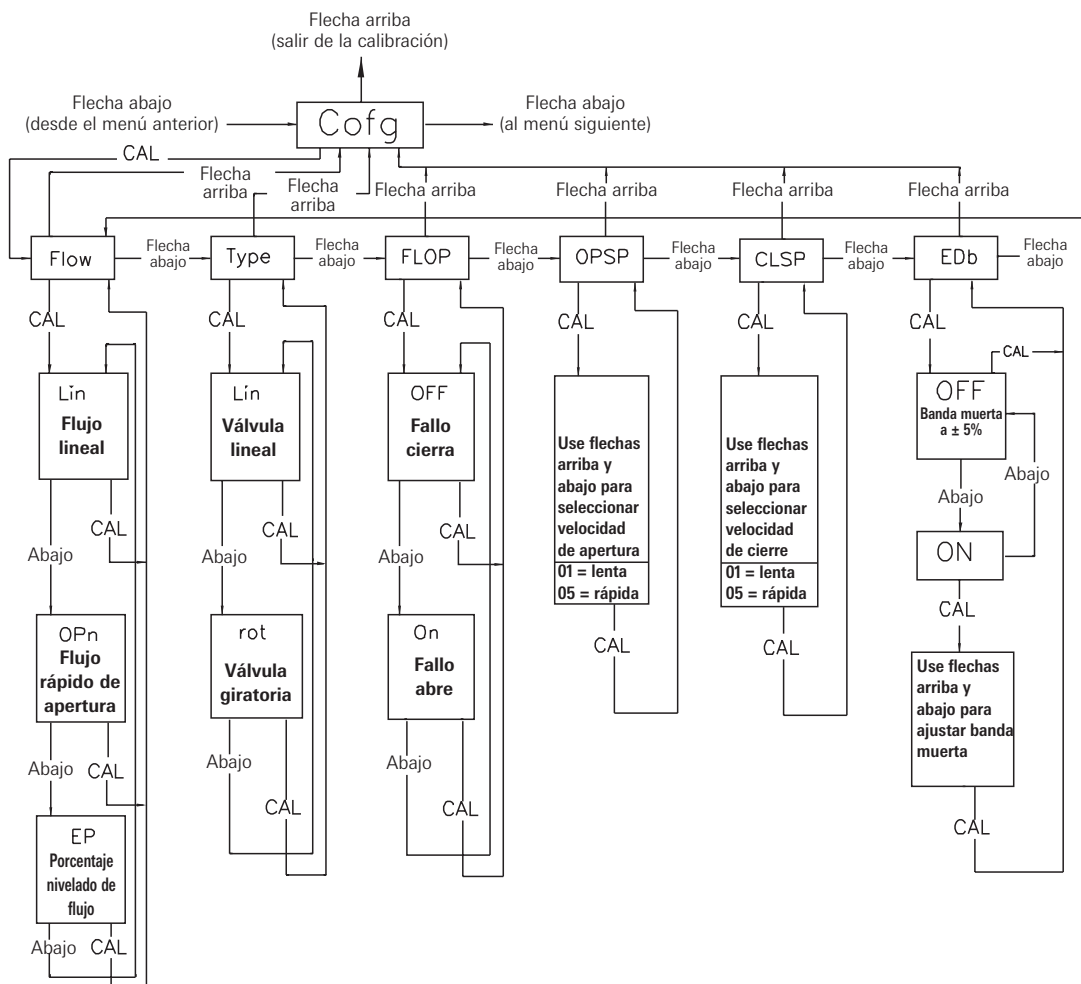 Flecha arriba
(salir de la calibración)
Flecha abajo
(desde el menú anterior)
Cofg
Flecha abajo
(al menú siguiente)
CAL
Flecha
arriba
Flecha
arriba
Flecha arriba
Flecha arriba
Flecha arriba
Flecha arriba
Flow
Flecha
abajo
Type
Flecha
abajo
FLOP
Flecha
abajo
OPSP
Flecha
abajo
CLSP
Flecha
abajo
EDb
Flecha
abajo
CAL
CAL
CAL
CAL
CAL
CAL
Lin
Flujo
lineal
CAL
Abajo
OPn
Flujo
rápido de
apertura
CAL
Abajo
EP
Porcentaje
nivelado de
flujo
Abajo
CAL
Lin
Válvula
lineal
CAL
Abajo
rot
Válvula
giratoria
Abajo
CAL
OFF
Fallo
cierra
CAL
Abajo
On
Fallo
abre
Abajo
CAL
Use flechas
arriba y
abajo para
seleccionar
velocidad
de apertura
01 = lenta
05 = rápida
CAL
Use flechas
arriba y
abajo para
seleccionar
velocidad
de cierre
01 = lenta
05 = rápida
CAL
CAL
OFF
Banda muerta
a ± 5%
Abajo
Abajo
ON
CAL
Use flechas
arriba y
abajo para
ajustar banda
muerta
CAL